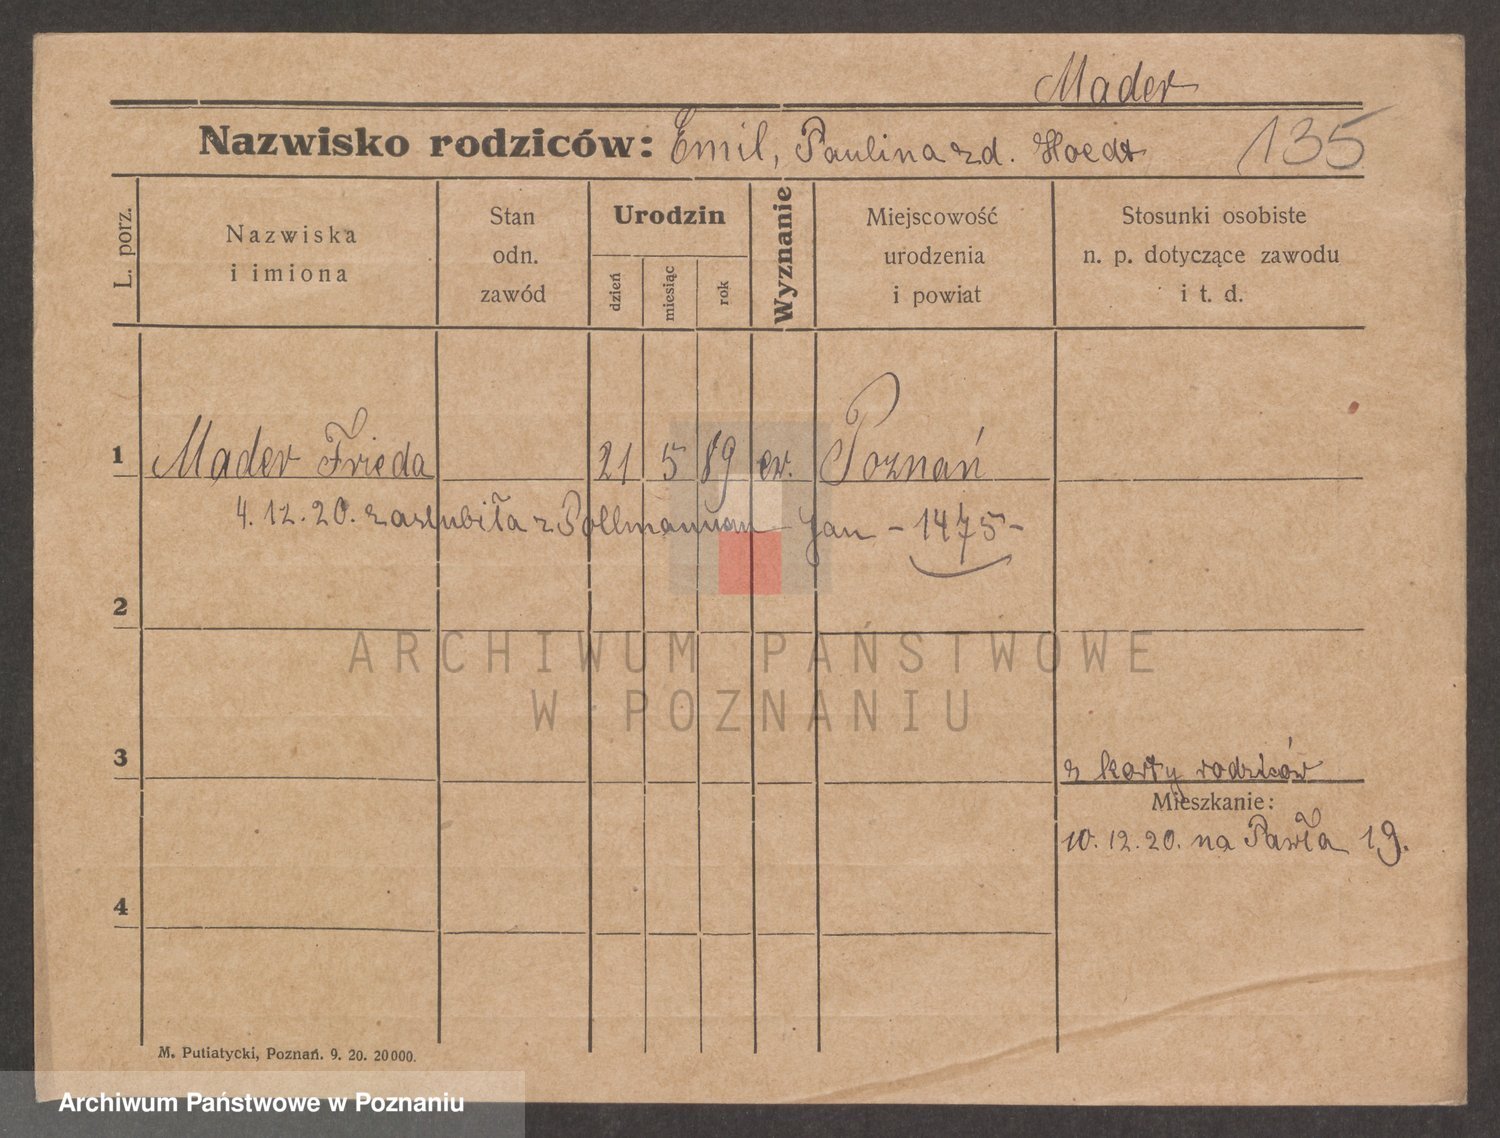 Mader
Nazwisko rodziców: Emil, Paulina zd. Hoedt 135
L. porz.
Nazwiska
i imiona
Stan
odn.
zawód
Urodzin
dzień
miesiąc
rok
Wyznanie
Miejscowość
urodzenia
i powiat
Stosunki osobiste
n. p. dotyczące zawodu
i t. d.
1 Mader Frieda 21 5 89 ew. Poznań
4.12.20. zaślubiła z Pollmannan Jan - 1475 -
2
ARCHIWUM PAŃSTWOWE
W POZNANIU
3
z karty rodziców
Mieszkanie:
10.12.20. na Pawła 19.
4
M. Putiatycki, Poznań. 9. 20. 20000.
Archiwum Państwowe w Poznaniu